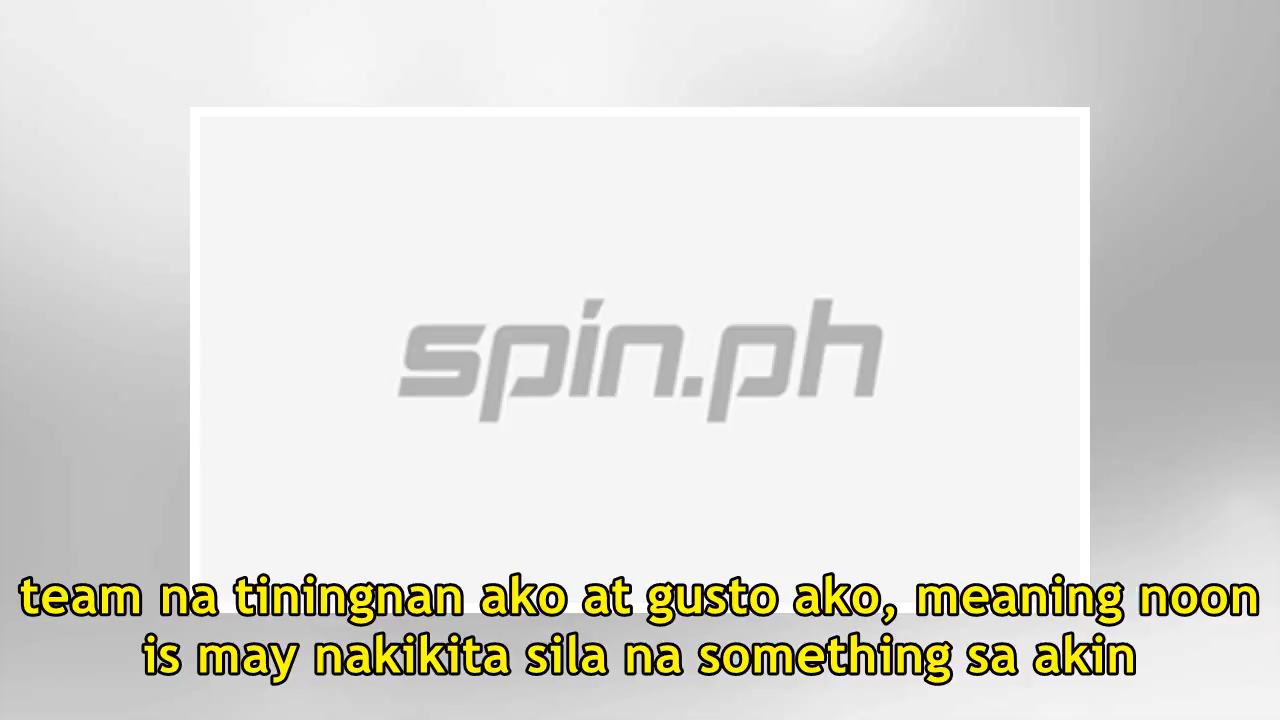 spin.ph
team na tiningnan ako at gusto ako, meaning noon
is may nakikita sila na something sa akin